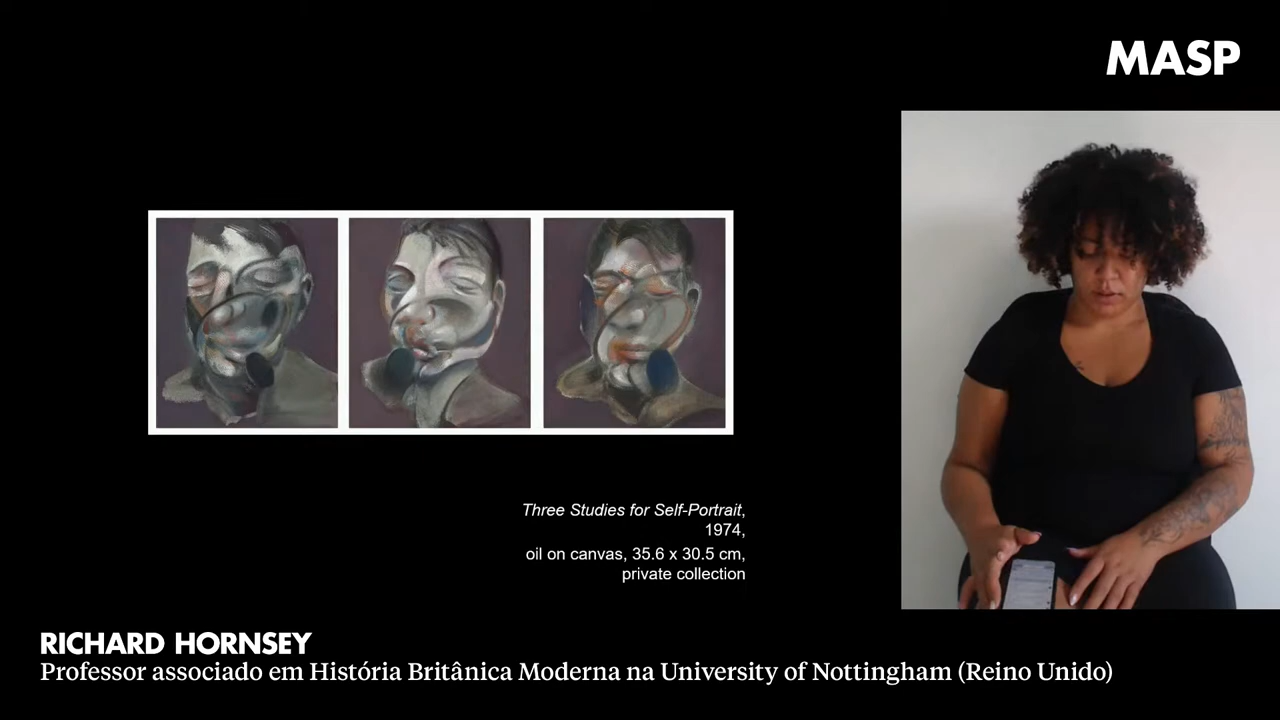 MASP
Three Studies for Self-Portrait,
1974,
oil on canvas, 35.6 x 30.5 cm,
private collection
RICHARD HORNSEY
Professor associado em História Britânica Moderna na University of Nottingham (Reino Unido)